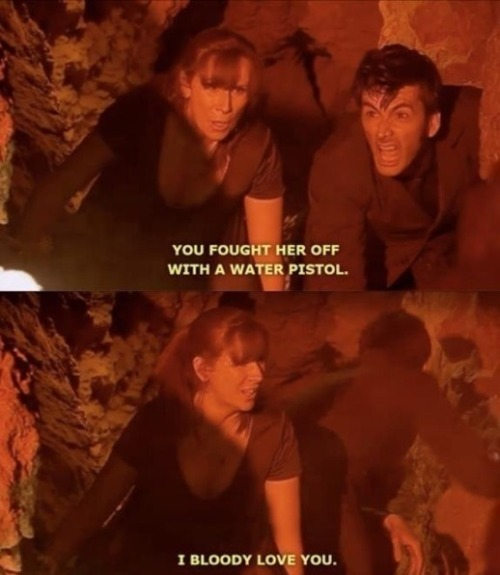 YOU FOUGHT HER OFF
WITH A WATER PISTOL.
I BLOODY LOVE YOU.